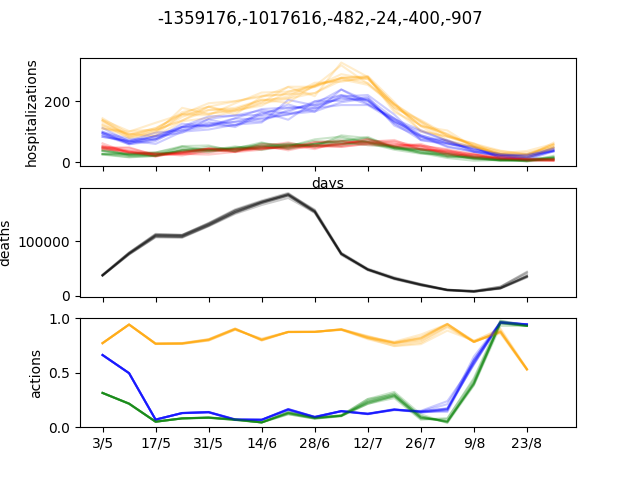 -1359176,-1017616,-482,-24,-400,-907
hospitalizations
200
0
days
deaths
100000
0
actions
1.0
0.5
0.0
3/5 17/5 31/5 14/6 28/6 12/7 26/7 9/8 23/8